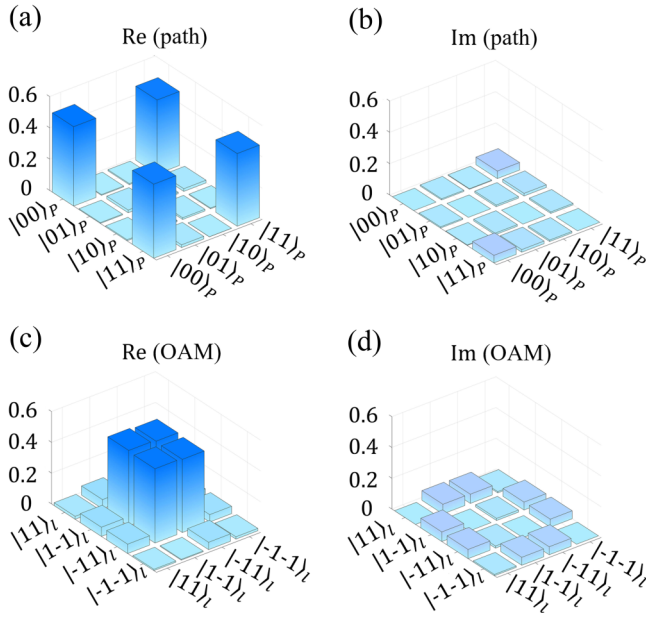 (a)
Re (path)
0.6
0.4
0.2
0
|00⟩P
|01⟩P
|10⟩P
|11⟩P
|00⟩P
|01⟩P
|10⟩P
|11⟩P
(b)
Im (path)
0.6
0.4
0.2
0
|00⟩P
|01⟩P
|10⟩P
|11⟩P
|00⟩P
|01⟩P
|10⟩P
|11⟩P
(c)
Re (OAM)
0.6
0.4
0.2
0
|11⟩l
|1-1⟩l
|-11⟩l
|-1-1⟩l
|11⟩l
|1-1⟩l
|-11⟩l
|-1-1⟩l
(d)
Im (OAM)
0.6
0.4
0.2
0
|11⟩l
|1-1⟩l
|-11⟩l
|-1-1⟩l
|11⟩l
|1-1⟩l
|-11⟩l
|-1-1⟩l